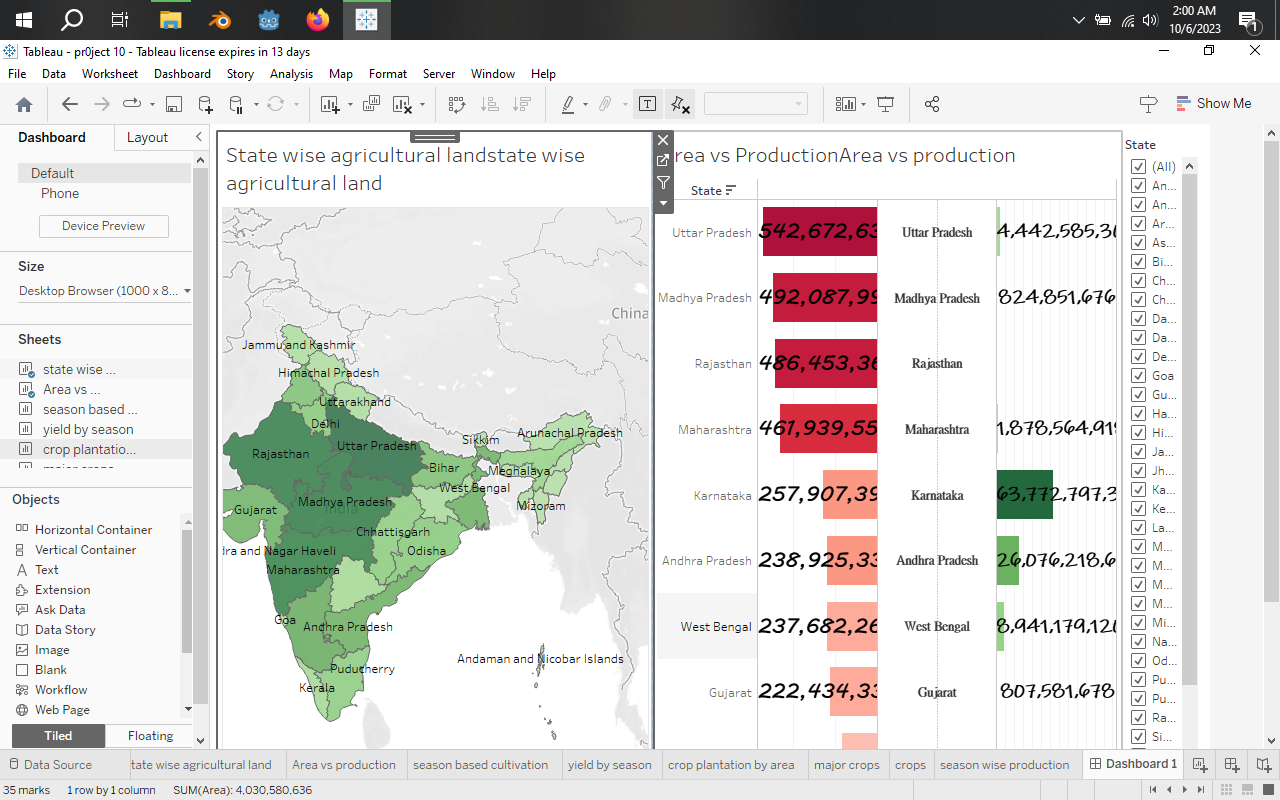 2:00 AM
10/6/2023
1
Tableau - pr0ject 10 - Tableau license expires in 13 days
File Data Worksheet Dashboard Story Analysis Map Format Server Window Help
Show Me
Dashboard Layout
Default
Phone
Device Preview
Size
Desktop Browser (1000 x 8...
Sheets
state wise ...
Area vs ...
season based ...
yield by season
crop plantatio...
Objects
Horizontal Container
Vertical Container
Text
Extension
Ask Data
Data Story
Image
Blank
Workflow
Web Page
Tiled Floating
State wise agricultural landstate wise
agricultural land
China
India
Jammu and Kashmir
Himachal Pradesh
Uttarakhand
Delhi
Uttar Pradesh
Sikkim
Arunachal Pradesh
Rajasthan
Bihar
Meghalaya
West Bengal
Madhya Pradesh
Mizoram
Gujarat
Chhattisgarh
dra and Nagar Haveli
Odisha
Maharashtra
Goa
Andhra Pradesh
Andaman and Nicobar Islands
Puducherry
Kerala
rea vs ProductionArea vs production
State
Uttar Pradesh 542,672,63 Uttar Pradesh 4,442,585,36
Madhya Pradesh 492,087,99 Madhya Pradesh 824,851,676
Rajasthan 486,453,36 Rajasthan
Maharashtra 461,939,55 Maharashtra 1,878,564,919
Karnataka 257,907,39 Karnataka 63,772,797,3
Andhra Pradesh 238,925,33 Andhra Pradesh 26,076,218,6
West Bengal 237,682,26 West Bengal 8,941,179,120
Gujarat 222,434,33 Gujarat 807,581,678
State
(All)
An...
An...
Ar...
As...
Bi...
Ch...
Ch...
Da...
Da...
De...
Goa
Gu...
Ha...
Hi...
Ja...
Jh...
Ka...
Ke...
La...
M...
M...
M...
M...
Mi...
Na...
Od...
Pu...
Pu...
Ra...
Si...
Data Source tate wise agricultural land Area vs production season based cultivation yield by season crop plantation by area major crops crops season wise production Dashboard 1
35 marks 1 row by 1 column SUM(Area): 4,030,580,636